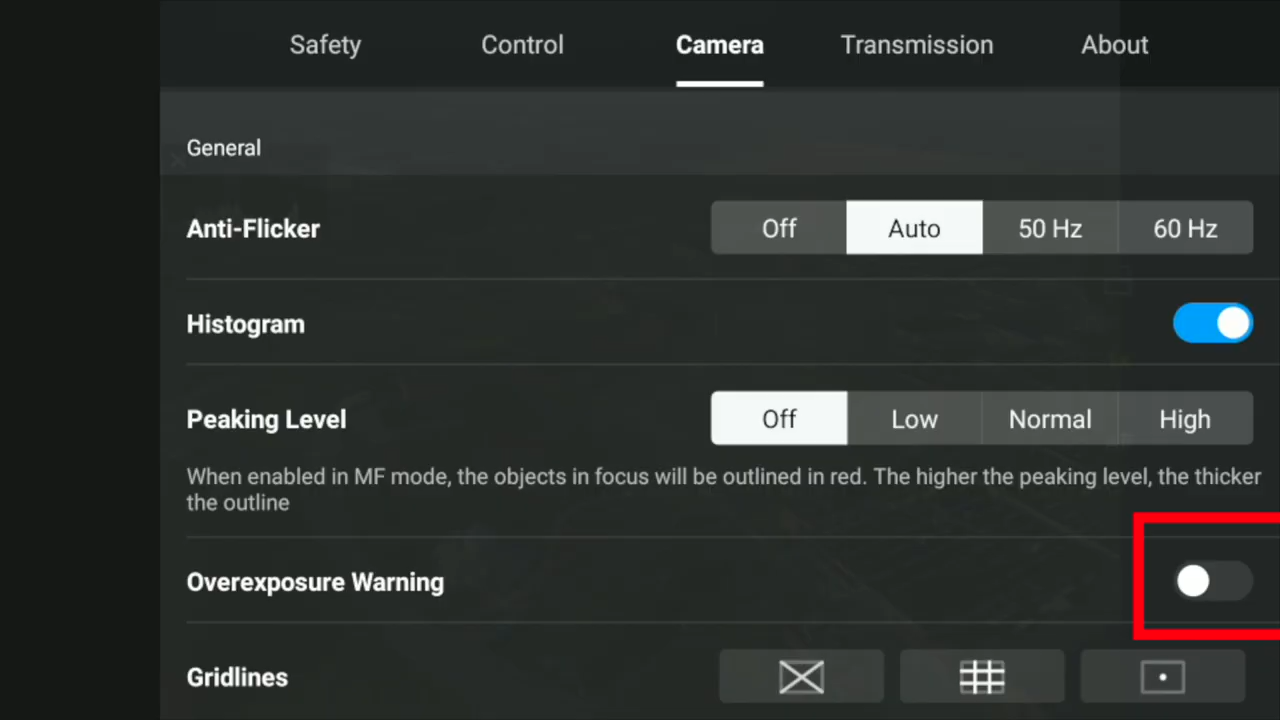 Safety Control Camera Transmission About
General
Anti-Flicker Off Auto 50 Hz 60 Hz
Histogram
Peaking Level Off Low Normal High
When enabled in MF mode, the objects in focus will be outlined in red. The higher the peaking level, the thicker
the outline
Overexposure Warning
Gridlines